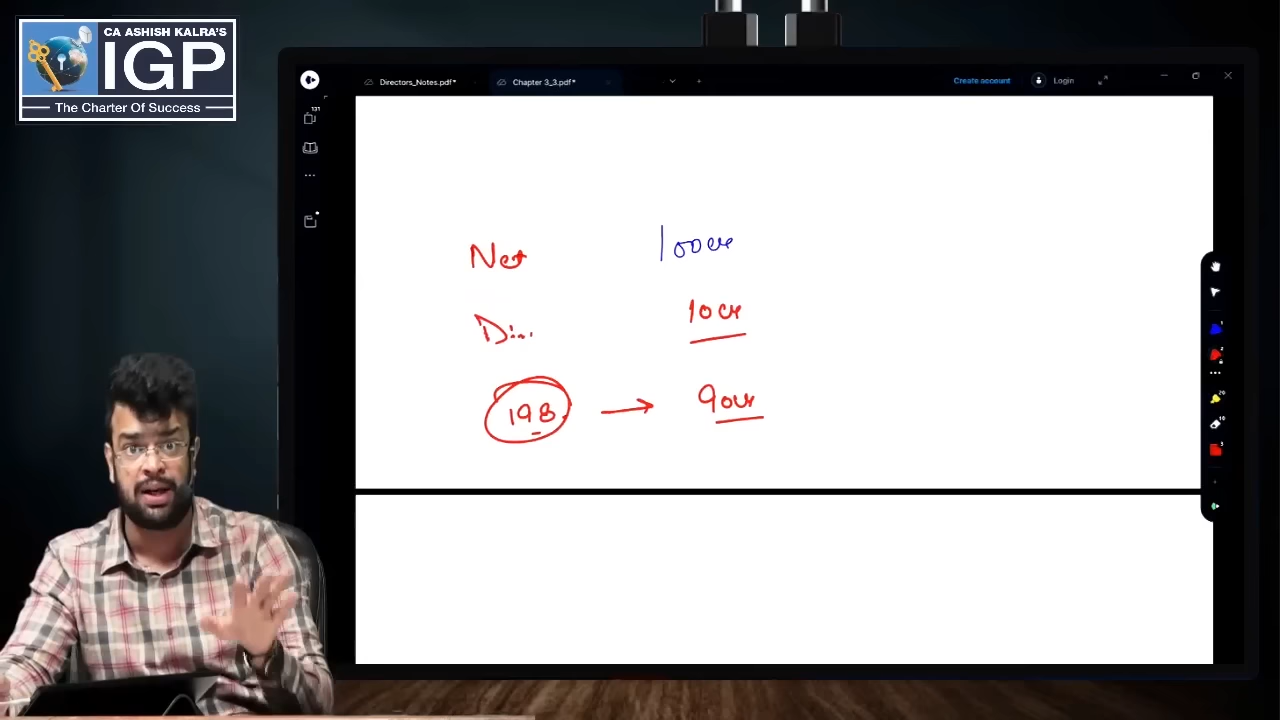 CA ASHISH KALRA'S
IGP
The Charter Of Success
Directors_Notes.pdf*
Chapter 3_3.pdf*
Create account
Login
131
Net 100cr
Di... 10cr
198. → 90cr